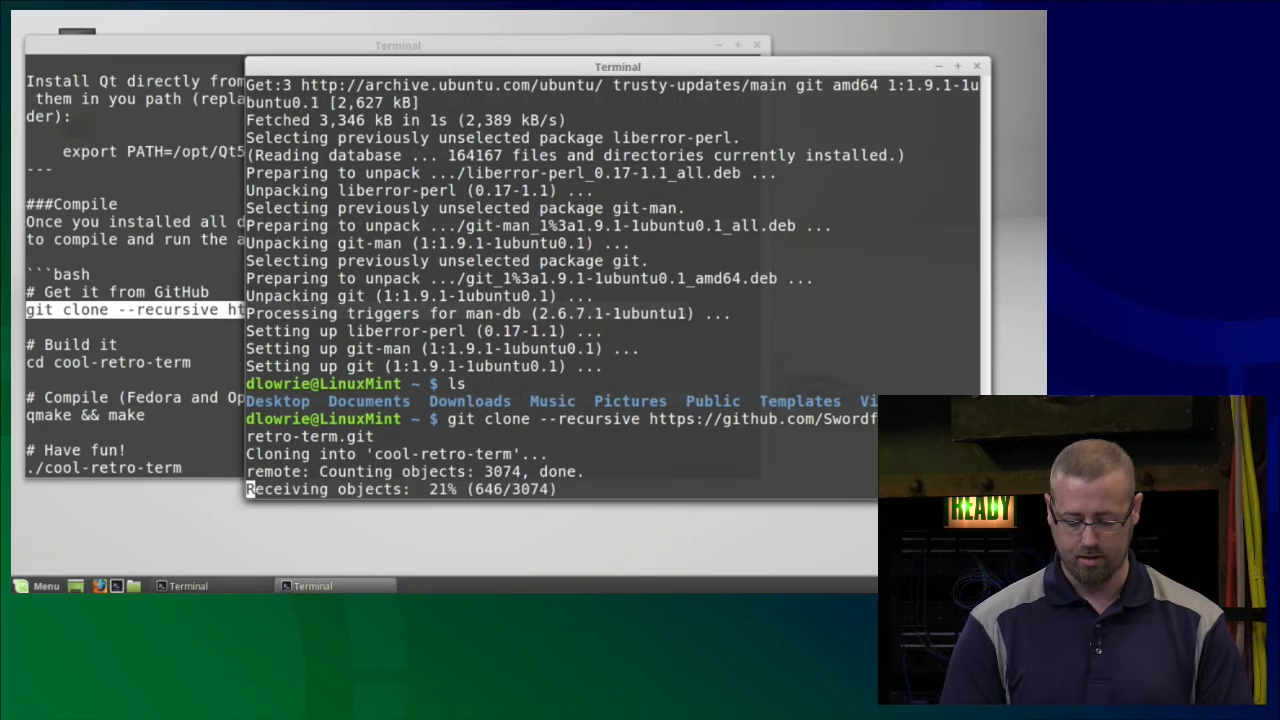 Terminal
Install Qt directly from
them in you path (repla
der):
export PATH=/opt/Qt5
---
###Compile
Once you installed all d
to compile and run the a
```bash
# Get it from GitHub
git clone --recursive ht
# Build it
cd cool-retro-term
# Compile (Fedora and Op
qmake && make
# Have fun!
./cool-retro-term
Terminal
Get:3 http://archive.ubuntu.com/ubuntu/ trusty-updates/main git amd64 1:1.9.1-1u
buntu0.1 [2,627 kB]
Fetched 3,346 kB in 1s (2,389 kB/s)
Selecting previously unselected package liberror-perl.
(Reading database ... 164167 files and directories currently installed.)
Preparing to unpack .../liberror-perl_0.17-1.1_all.deb ...
Unpacking liberror-perl (0.17-1.1) ...
Selecting previously unselected package git-man.
Preparing to unpack .../git-man_1%3a1.9.1-1ubuntu0.1_all.deb ...
Unpacking git-man (1:1.9.1-1ubuntu0.1) ...
Selecting previously unselected package git.
Preparing to unpack .../git_1%3a1.9.1-1ubuntu0.1_amd64.deb ...
Unpacking git (1:1.9.1-1ubuntu0.1) ...
Processing triggers for man-db (2.6.7.1-1ubuntu1) ...
Setting up liberror-perl (0.17-1.1) ...
Setting up git-man (1:1.9.1-1ubuntu0.1) ...
Setting up git (1:1.9.1-1ubuntu0.1) ...
dlowrie@LinuxMint ~ $ ls
Desktop Documents Downloads Music Pictures Public Templates Vi
dlowrie@LinuxMint ~ $ git clone --recursive https://github.com/Swordf
retro-term.git
Cloning into 'cool-retro-term'...
remote: Counting objects: 3074, done.
Receiving objects: 21% (646/3074)
READY
Menu Terminal Terminal